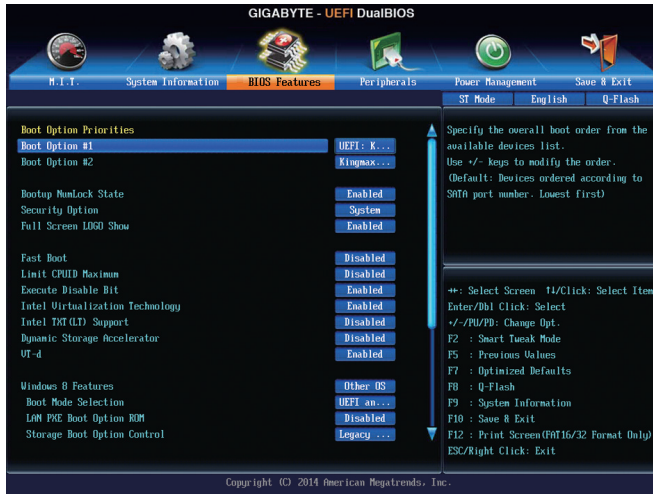 GIGABYTE - UEFI DualBIOS
M.I.T. System Information BIOS Features Peripherals Power Management Save & Exit
ST Mode English Q-Flash
Boot Option Priorities
Boot Option #1 UEFI: K...
Boot Option #2 Kingmax...
Bootup NumLock State Enabled
Security Option System
Full Screen LOGO Show Enabled
Fast Boot Disabled
Limit CPUID Maximum Disabled
Execute Disable Bit Enabled
Intel Virtualization Technology Enabled
Intel TXT(LT) Support Disabled
Dynamic Storage Accelerator Disabled
VT-d Enabled
Windows 8 Features Other OS
Boot Mode Selection UEFI an...
LAN PXE Boot Option ROM Disabled
Storage Boot Option Control Legacy ...
Specify the overall boot order from the
available devices list.
Use +/- keys to modify the order.
(Default: Devices ordered according to
SATA port number. Lowest first)
↔: Select Screen ↑↓/Click: Select Item
Enter/Dbl Click: Select
+/-/PU/PD: Change Opt.
F2 : Smart Tweak Mode
F5 : Previous Values
F7 : Optimized Defaults
F8 : Q-Flash
F9 : System Information
F10 : Save & Exit
F12 : Print Screen(FAT16/32 Format Only)
ESC/Right Click: Exit
Copyright (C) 2014 American Megatrends, Inc.